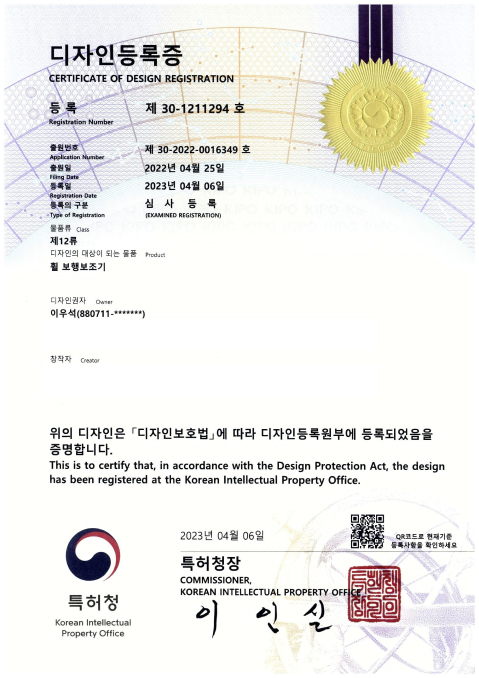 디자인등록증
CERTIFICATE OF DESIGN REGISTRATION
등 록 제 30-1211294 호
Registration Number
출원번호 제 30-2022-0016349 호
Application Number
출원일 2022년 04월 25일
Filing Date
등록일 2023년 04월 06일
Registration Date
등록의 구분 심 사 등 록
Type of Registration (EXAMINED REGISTRATION)
물품류 Class
제12류
디자인의 대상이 되는 물품 Product
휠 보행보조기
디자인권자 Owner
이우석(880711-*******)
창작자 Creator
위의 디자인은 「디자인보호법」에 따라 디자인등록원부에 등록되었음을
증명합니다.
This is to certify that, in accordance with the Design Protection Act, the design
has been registered at the Korean Intellectual Property Office.
2023년 04월 06일
QR코드로 현재기준
등록사항을 확인하세요
특허청장
COMMISSIONER,
KOREAN INTELLECTUAL PROPERTY OFFICE
이 인 실
특허청
Korean Intellectual
Property Office